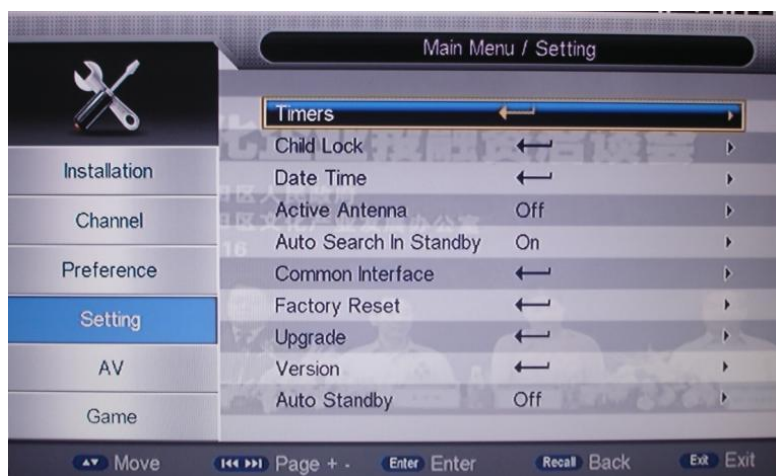 Main Menu / Setting
Timers
Child Lock
Installation
Date Time
Active Antenna Off
Channel
Auto Search In Standby On
Preference
Common Interface
Factory Reset
Setting
Upgrade
AV
Version
Auto Standby Off
Game
Move Page + - Enter Enter Recall Back Exit Exit